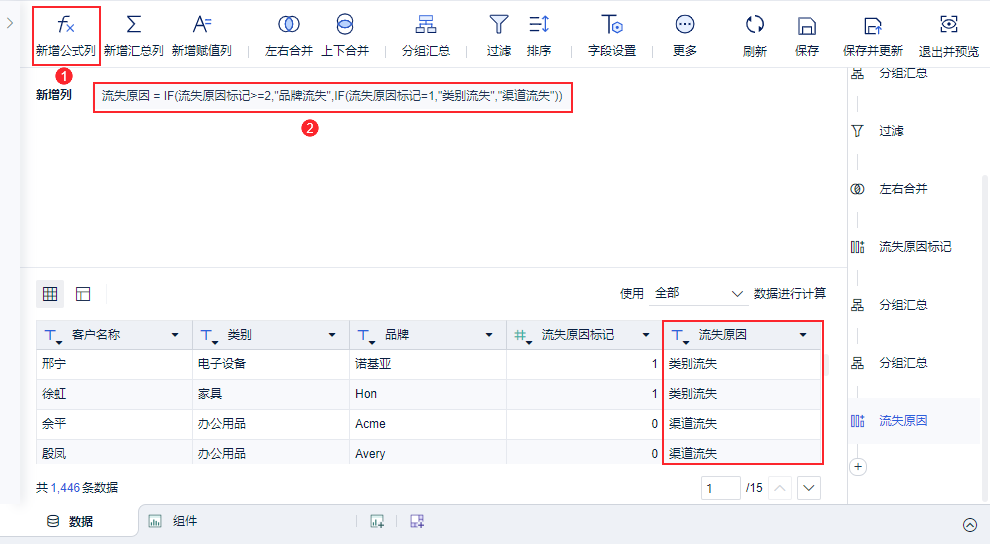 新增公式列 新增汇总列 新增赋值列 左右合并 上下合并 分组汇总 过滤 排序 字段设置 更多 刷新 保存 保存并更新 退出并预览
1
新增列 流失原因 = IF(流失原因标记>=2,"品牌流失",IF(流失原因标记=1,"类别流失","渠道流失"))
2
分组汇总
过滤
左右合并
流失原因标记
分组汇总
分组汇总
流失原因
使用 全部 数据进行计算
客户名称 类别 品牌 流失原因标记 流失原因
邢宁 电子设备 诺基亚 1 类别流失
徐虹 家具 Hon 1 类别流失
余平 办公用品 Acme 0 渠道流失
殷凤 办公用品 Avery 0 渠道流失
共 1,446 条数据 1 /15
数据 组件